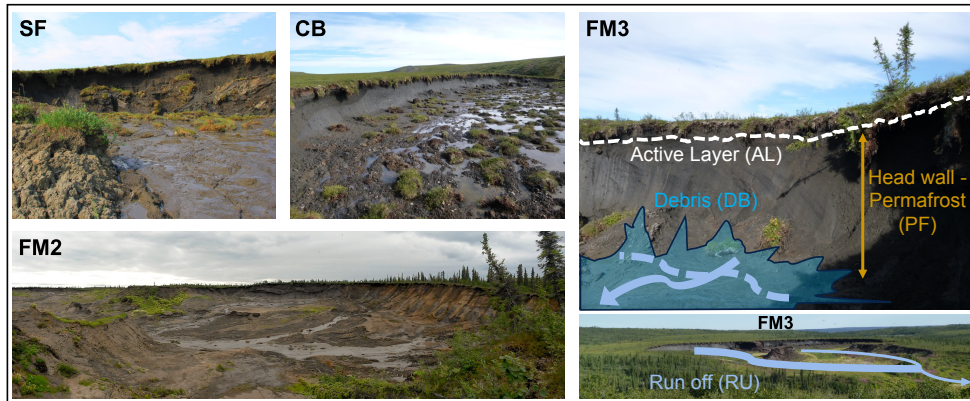 SF
CB
FM3
Active Layer (AL)
Head wall -
Permafrost
(PF)
Debris (DB)
FM2
FM3
Run off (RU)